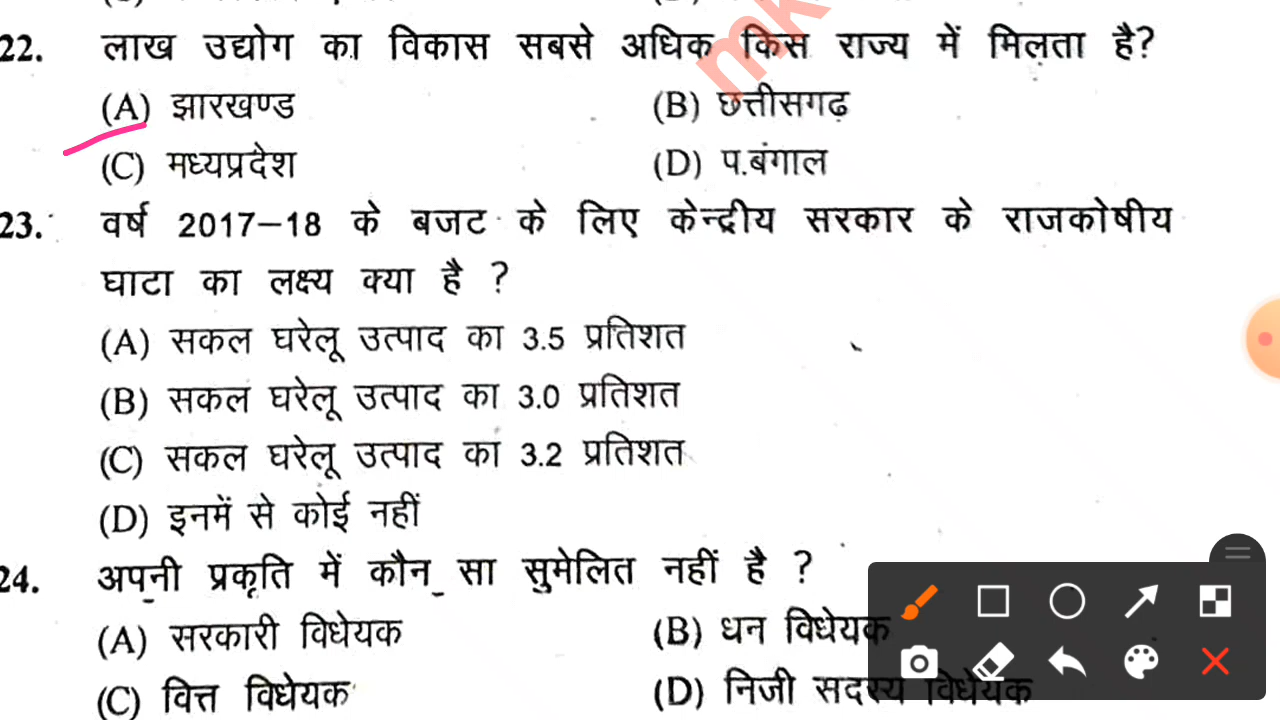 22. लाख उद्योग का विकास सबसे अधिक किस राज्य में मिलता है?
(A) झारखण्ड (B) छत्तीसगढ़
(C) मध्यप्रदेश (D) प.बंगाल
23. वर्ष 2017–18 के बजट के लिए केन्द्रीय सरकार के राजकोषीय
घाटा का लक्ष्य क्या है ?
(A) सकल घरेलू उत्पाद का 3.5 प्रतिशत
(B) सकल घरेलू उत्पाद का 3.0 प्रतिशत
(C) सकल घरेलू उत्पाद का 3.2 प्रतिशत
(D) इनमें से कोई नहीं
24. अपनी प्रकृति में कौन सा सुमेलित नहीं है ?
(A) सरकारी विधेयक (B) धन विधेयक
(C) वित्त विधेयक (D) निजी सदस्य विधेयक
mk